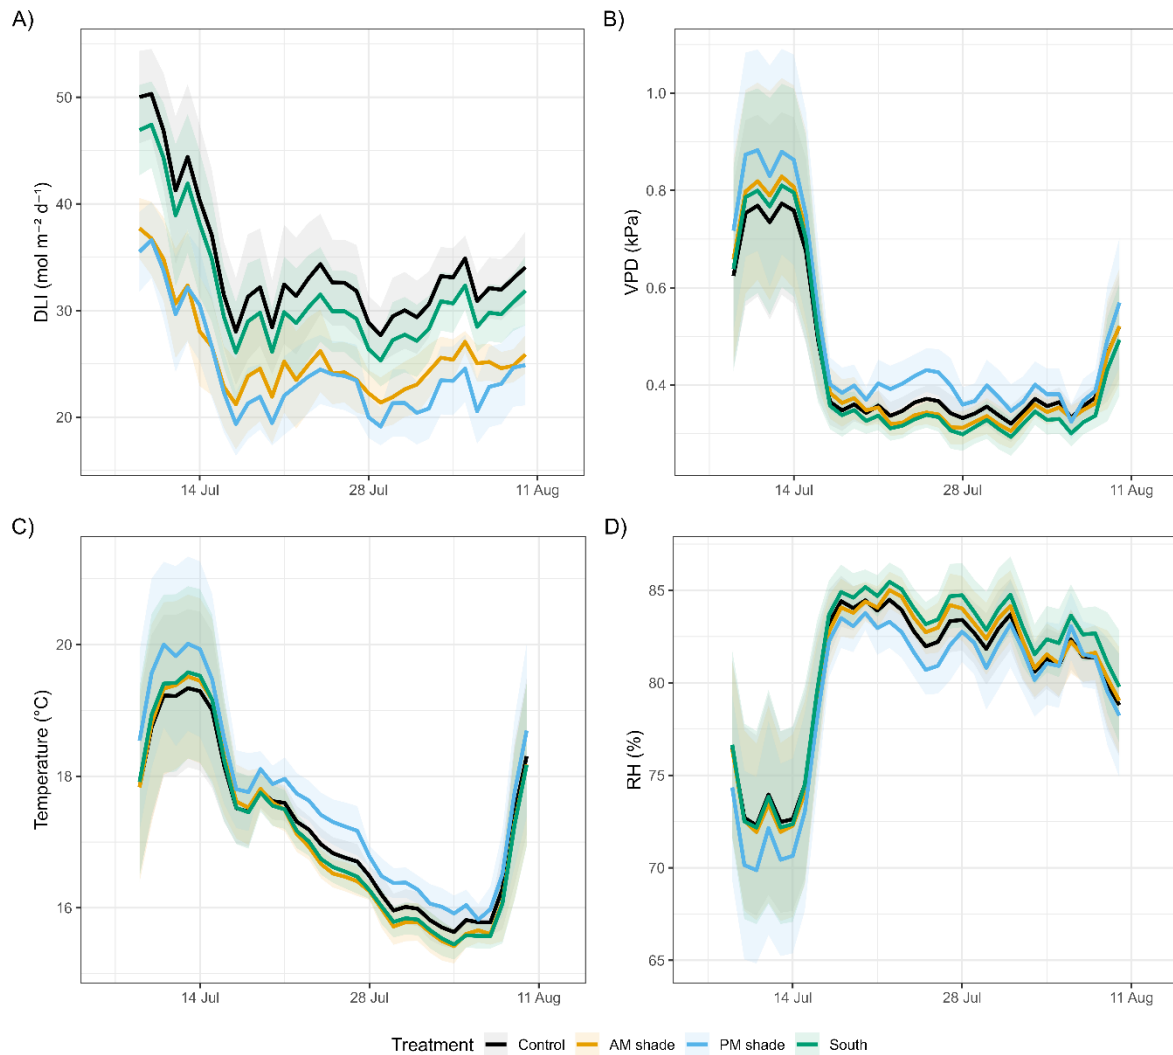 A)
B)
50
40
30
20
DLI (mol m⁻² d⁻¹)
14 Jul
28 Jul
11 Aug
1.0
0.8
0.6
0.4
VPD (kPa)
14 Jul
28 Jul
11 Aug
C)
D)
20
18
16
Temperature (°C)
14 Jul
28 Jul
11 Aug
85
80
75
70
65
RH (%)
14 Jul
28 Jul
11 Aug
Treatment Control AM shade PM shade South